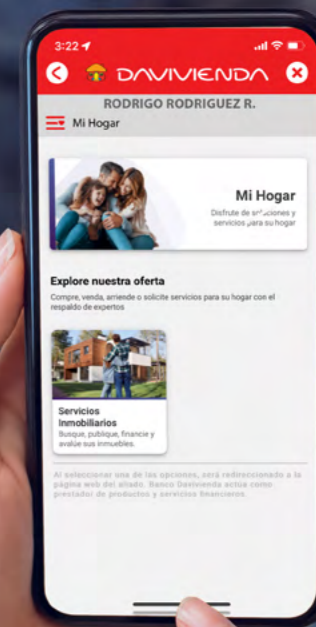 3:22
DAVIVIENDA
RODRIGO RODRIGUEZ R.
Mi Hogar
Mi Hogar
Disfrute de soluciones y
servicios para su hogar
Explore nuestra oferta
Compre, venda, arriende o solicite servicios para su hogar con el
respaldo de expertos
Servicios
Inmobiliarios
Busque, publique, financie y
avalúe sus inmuebles.
Al seleccionar una de las opciones, será redireccionado a la
página web del aliado. Banco Davivienda actúa como
prestador de productos y servicios financieros.